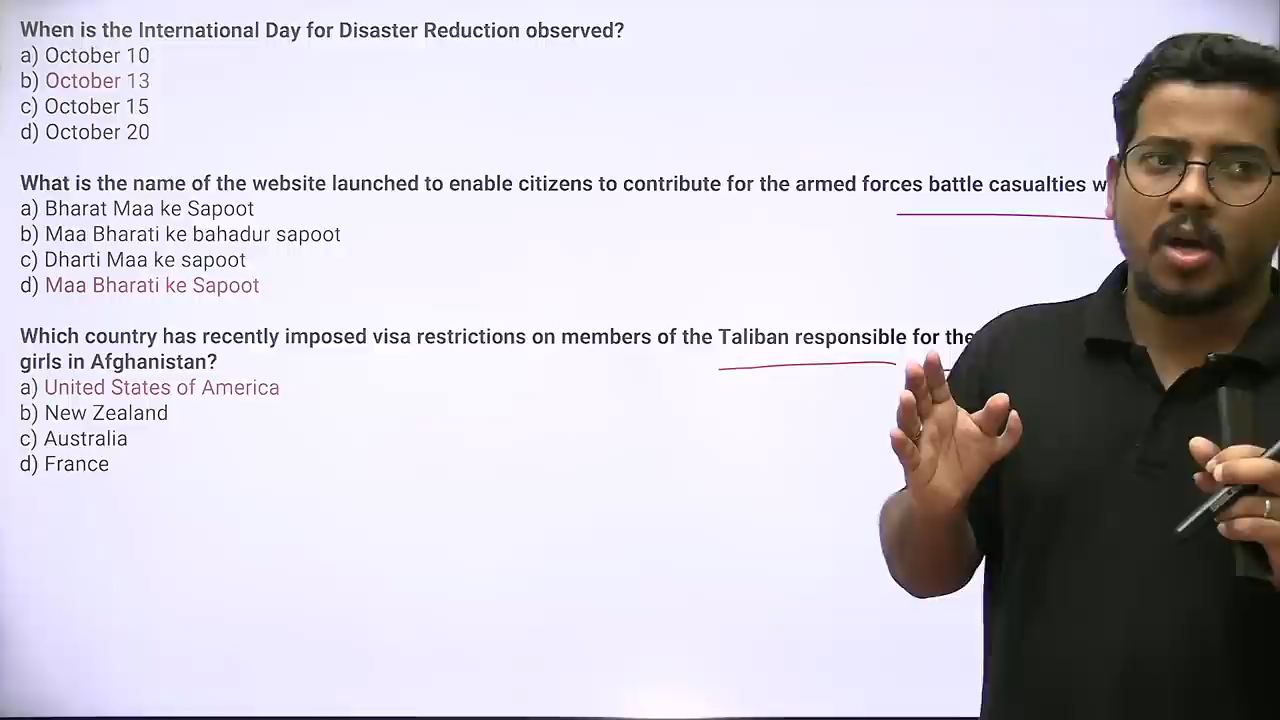 When is the International Day for Disaster Reduction observed?
a) October 10
b) October 13
c) October 15
d) October 20
What is the name of the website launched to enable citizens to contribute for the armed forces battle casualties w
a) Bharat Maa ke Sapoot
b) Maa Bharati ke bahadur sapoot
c) Dharti Maa ke sapoot
d) Maa Bharati ke Sapoot
Which country has recently imposed visa restrictions on members of the Taliban responsible for the
girls in Afghanistan?
a) United States of America
b) New Zealand
c) Australia
d) France